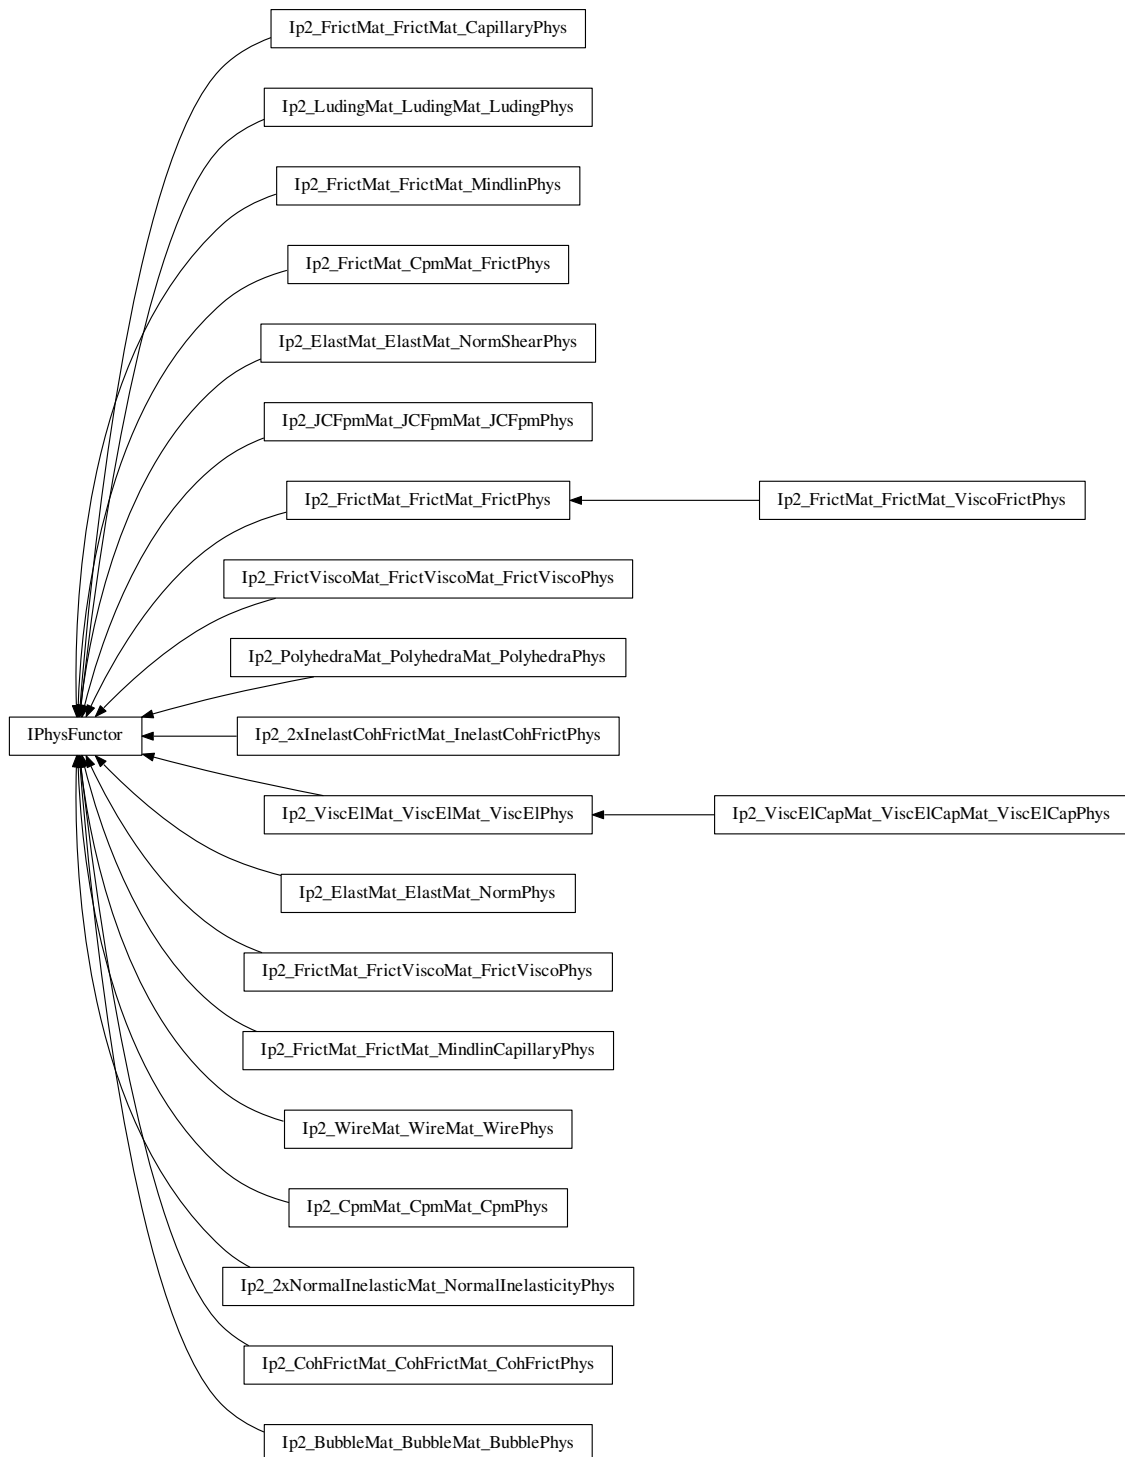 Ip2_FrictMat_FrictMat_CapillaryPhys
Ip2_LudingMat_LudingMat_LudingPhys
Ip2_FrictMat_FrictMat_MindlinPhys
Ip2_FrictMat_CpmMat_FrictPhys
Ip2_ElastMat_ElastMat_NormShearPhys
Ip2_JCFpmMat_JCFpmMat_JCFpmPhys
Ip2_FrictMat_FrictMat_FrictPhys
Ip2_FrictMat_FrictMat_ViscoFrictPhys
Ip2_FrictViscoMat_FrictViscoMat_FrictViscoPhys
Ip2_PolyhedraMat_PolyhedraMat_PolyhedraPhys
IPhysFunctor
Ip2_2xInelastCohFrictMat_InelastCohFrictPhys
Ip2_ViscElMat_ViscElMat_ViscElPhys
Ip2_ViscElCapMat_ViscElCapMat_ViscElCapPhys
Ip2_ElastMat_ElastMat_NormPhys
Ip2_FrictMat_FrictViscoMat_FrictViscoPhys
Ip2_FrictMat_FrictMat_MindlinCapillaryPhys
Ip2_WireMat_WireMat_WirePhys
Ip2_CpmMat_CpmMat_CpmPhys
Ip2_2xNormalInelasticMat_NormalInelasticityPhys
Ip2_CohFrictMat_CohFrictMat_CohFrictPhys
Ip2_BubbleMat_BubbleMat_BubblePhys